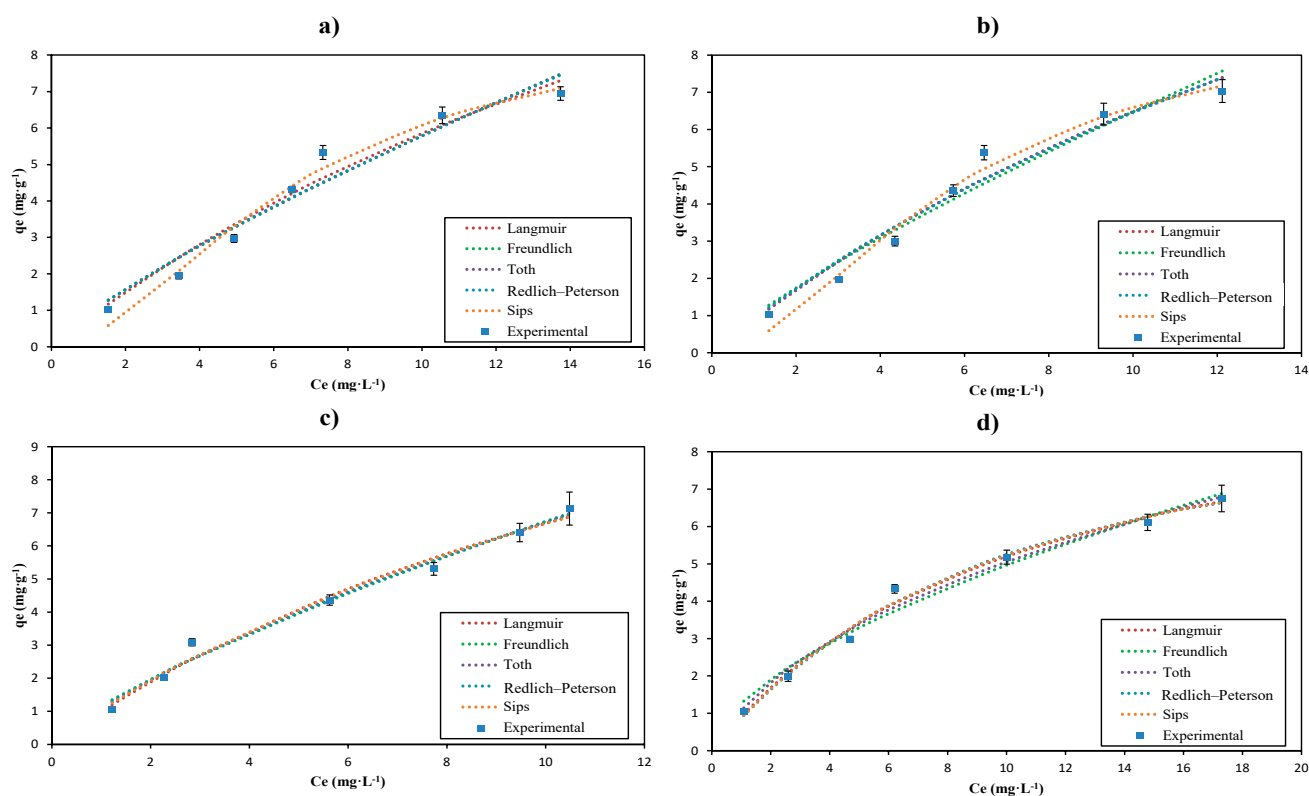 a)
8
7
6
5
4
3
2
1
0
qe (mg·g⁻¹)
0 2 4 6 8 10 12 14 16
Ce (mg·L⁻¹)
Langmuir
Freundlich
Toth
Redlich–Peterson
Sips
Experimental
b)
8
7
6
5
4
3
2
1
0
qe (mg·g⁻¹)
0 2 4 6 8 10 12 14
Ce (mg·L⁻¹)
Langmuir
Freundlich
Toth
Redlich–Peterson
Sips
Experimental
c)
9
8
7
6
5
4
3
2
1
0
qe (mg·g⁻¹)
0 2 4 6 8 10 12
Ce (mg·L⁻¹)
Langmuir
Freundlich
Toth
Redlich–Peterson
Sips
Experimental
d)
8
7
6
5
4
3
2
1
0
qe (mg·g⁻¹)
0 2 4 6 8 10 12 14 16 18 20
Ce (mg·L⁻¹)
Langmuir
Freundlich
Toth
Redlich–Peterson
Sips
Experimental